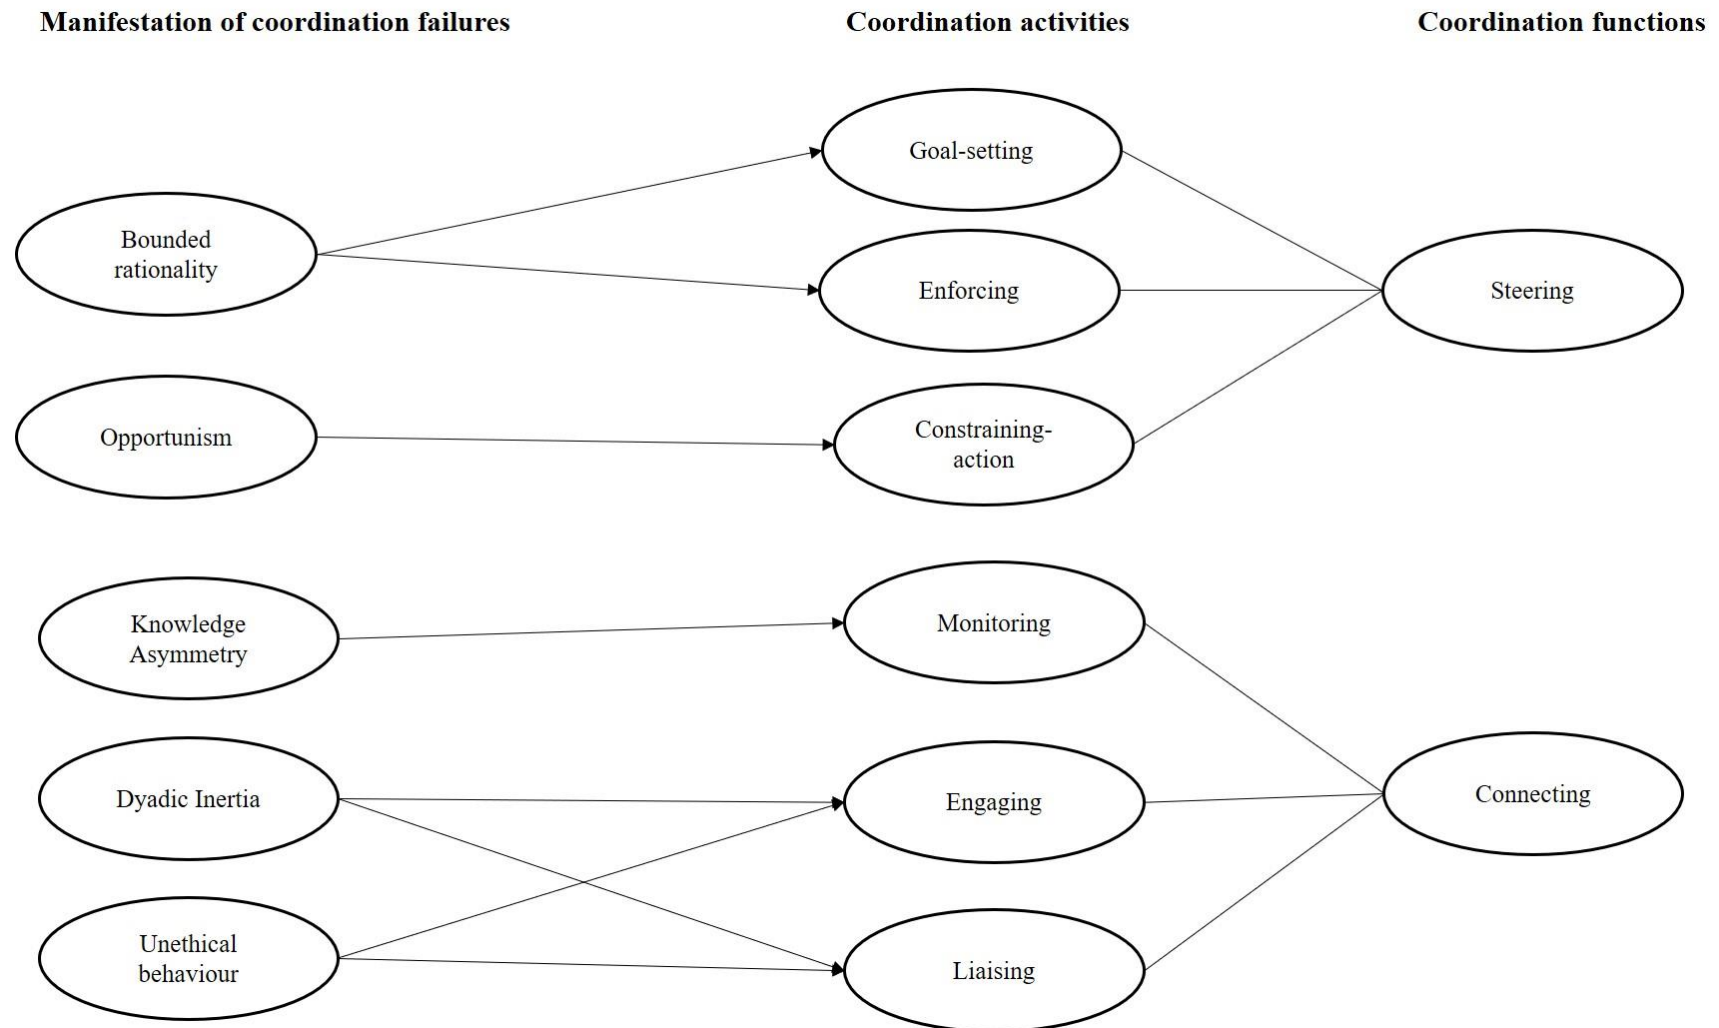 Manifestation of coordination failures
Coordination activities
Coordination functions
Bounded
rationality
Opportunism
Knowledge
Asymmetry
Dyadic Inertia
Unethical
behaviour
Goal-setting
Enforcing
Constraining-
action
Monitoring
Engaging
Liaising
Steering
Connecting